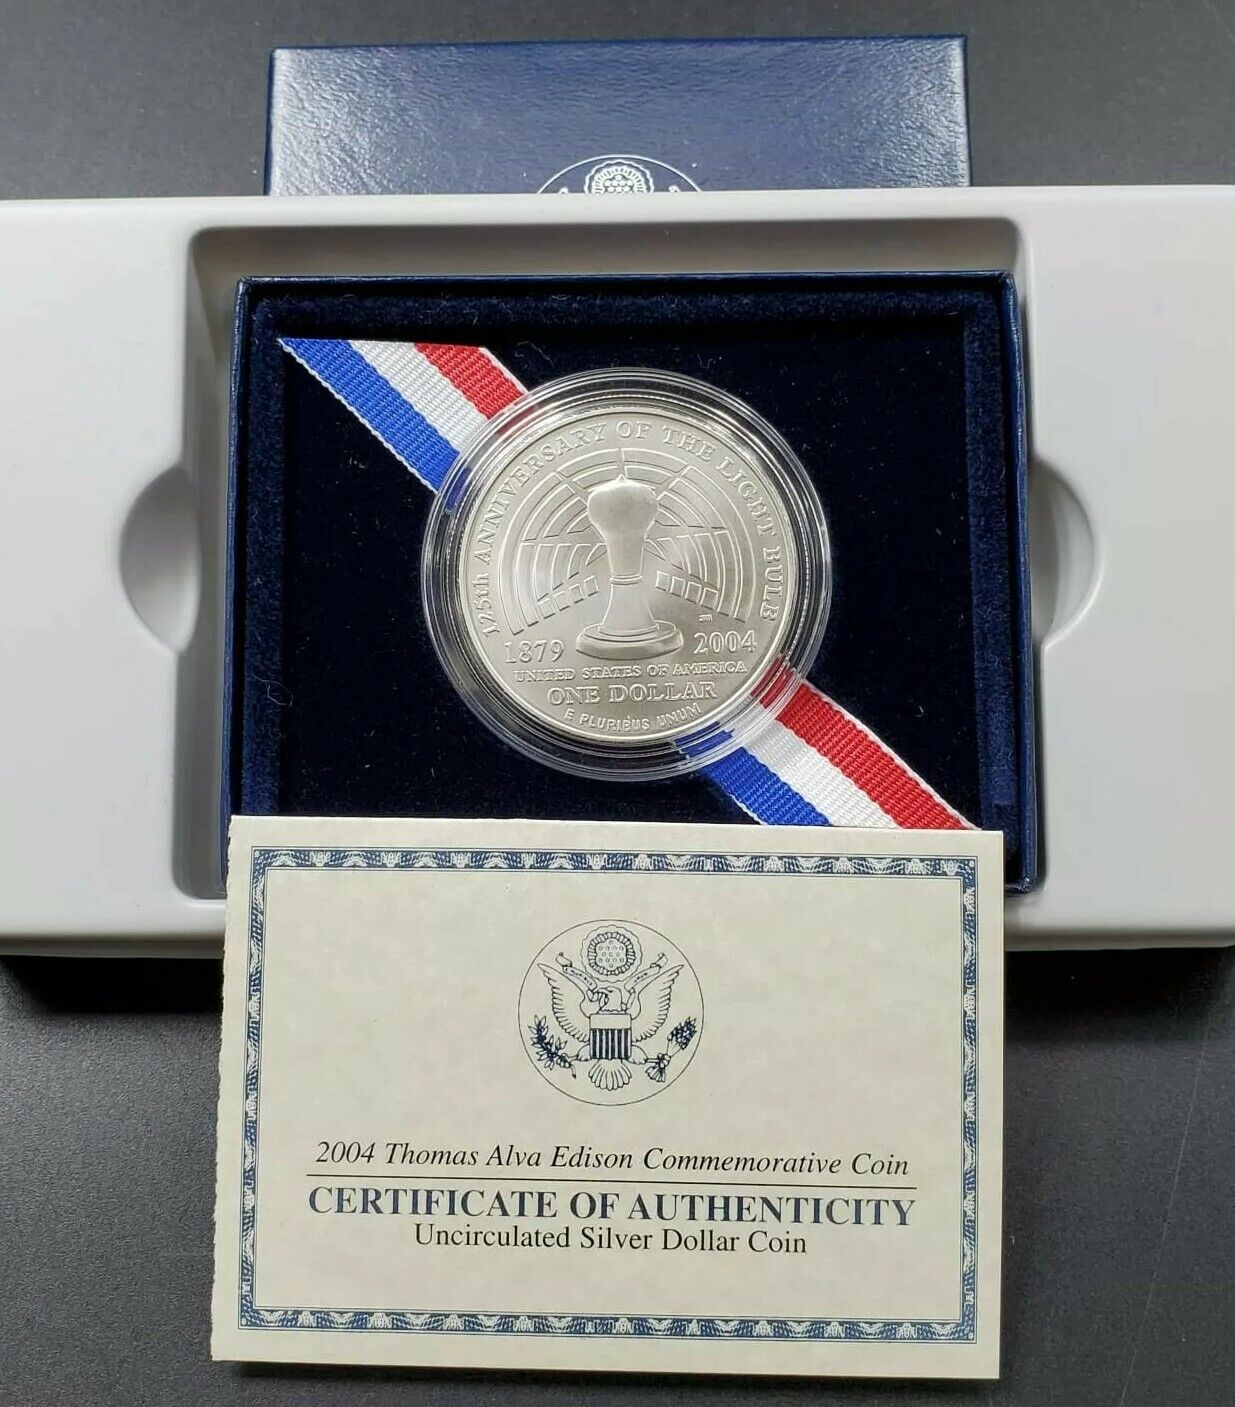 125th ANNIVERSARY OF THE LIGHT BULB
1879 2004
UNITED STATES OF AMERICA
ONE DOLLAR
E PLURIBUS UNUM
2004 Thomas Alva Edison Commemorative Coin
CERTIFICATE OF AUTHENTICITY
Uncirculated Silver Dollar Coin